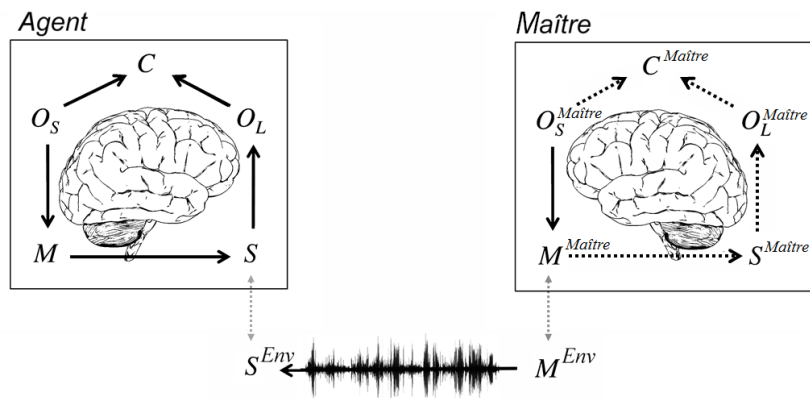 Agent
Maître
C
C^Maître
O_S
O_L
O_S^Maître
O_L^Maître
M
S
M^Maître
S^Maître
S^Env
M^Env